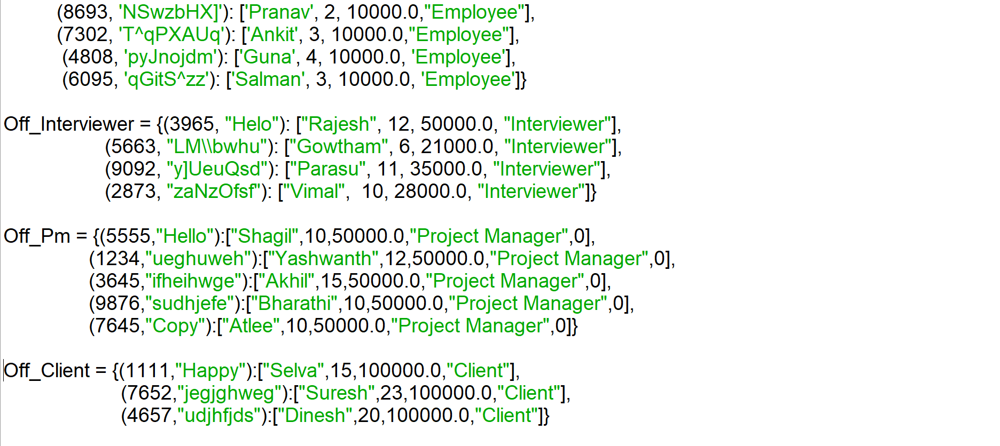 (8693, 'NSwzbHX]'): ['Pranav', 2, 10000.0,"Employee"],
(7302, 'T^qPXAUq'): ['Ankit', 3, 10000.0,"Employee"],
(4808, 'pyJnojdm'): ['Guna', 4, 10000.0, 'Employee'],
(6095, 'qGitS^zz'): ['Salman', 3, 10000.0, 'Employee']}
Off_Interviewer = {(3965, "Helo"): ["Rajesh", 12, 50000.0, "Interviewer"],
(5663, "LM\\bwhu"): ["Gowtham", 6, 21000.0, "Interviewer"],
(9092, "y]UeuQsd"): ["Parasu", 11, 35000.0, "Interviewer"],
(2873, "zaNzOfsf"): ["Vimal",  10, 28000.0, "Interviewer"]}
Off_Pm = {(5555,"Hello"):["Shagil",10,50000.0,"Project Manager",0],
(1234,"ueghuweh"):["Yashwanth",12,50000.0,"Project Manager",0],
(3645,"ifheihwge"):["Akhil",15,50000.0,"Project Manager",0],
(9876,"sudhjefe"):["Bharathi",10,50000.0,"Project Manager",0],
(7645,"Copy"):["Atlee",10,50000.0,"Project Manager",0]}
Off_Client = {(1111,"Happy"):["Selva",15,100000.0,"Client"],
(7652,"jegjghweg"):["Suresh",23,100000.0,"Client"],
(4657,"udjhfjds"):["Dinesh",20,100000.0,"Client"]}